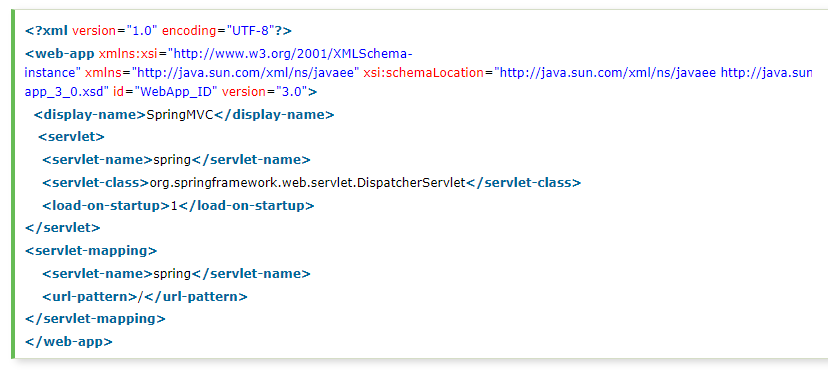 <?xml version="1.0" encoding="UTF-8"?>
<web-app xmlns:xsi="http://www.w3.org/2001/XMLSchema-
instance" xmlns="http://java.sun.com/xml/ns/javaee" xsi:schemaLocation="http://java.sun.com/xml/ns/javaee http://java.sun
app_3_0.xsd" id="WebApp_ID" version="3.0">
<display-name>SpringMVC</display-name>
<servlet>
<servlet-name>spring</servlet-name>
<servlet-class>org.springframework.web.servlet.DispatcherServlet</servlet-class>
<load-on-startup>1</load-on-startup>
</servlet>
<servlet-mapping>
<servlet-name>spring</servlet-name>
<url-pattern>/</url-pattern>
</servlet-mapping>
</web-app>